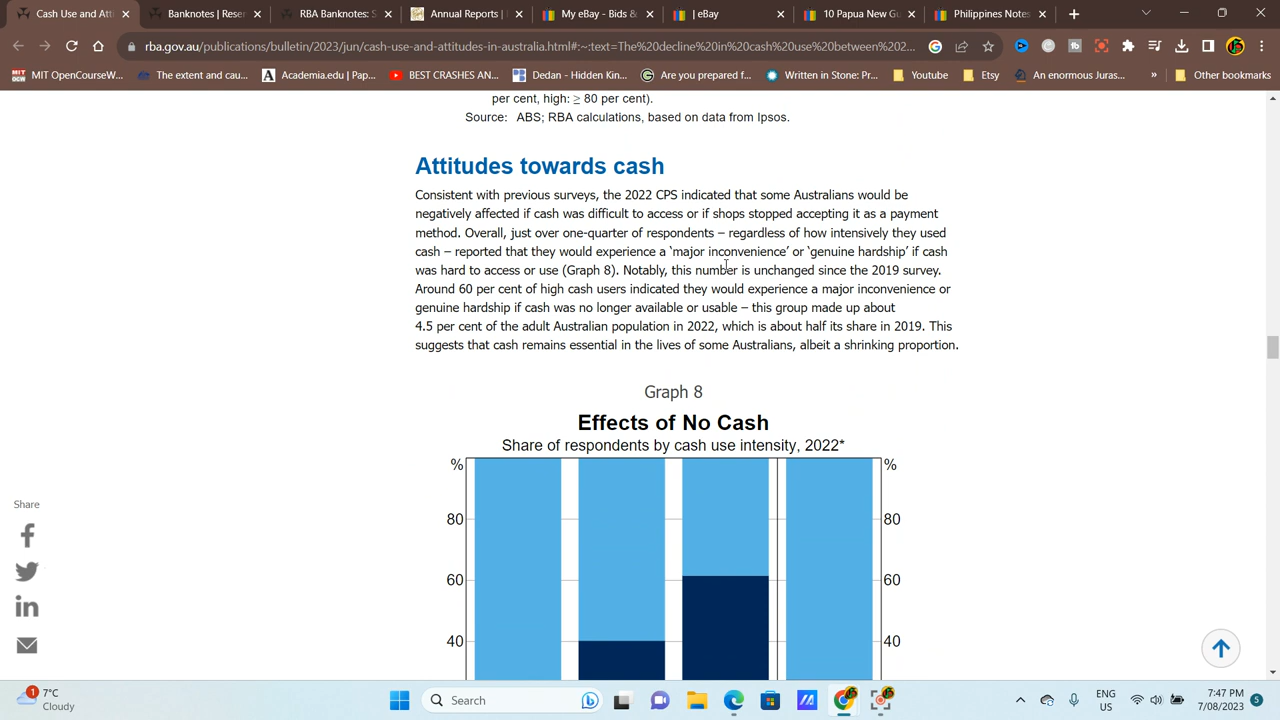 Cash Use and Atti
Banknotes | Reser
RBA Banknotes: S
Annual Reports |
My eBay - Bids &
| eBay
10 Papua New Gu
Philippines Notes
rba.gov.au/publications/bulletin/2023/jun/cash-use-and-attitudes-in-australia.html#:~:text=The%20decline%20in%20cash%20use%20between%20...
MIT OpenCourseW...
The extent and cau...
Academia.edu | Pap...
BEST CRASHES AN...
Dedan - Hidden Kin...
Are you prepared f...
Written in Stone: Pr...
Youtube
Etsy
An enormous Juras...
»
Other bookmarks
per cent, high: ≥ 80 per cent).
Source: ABS; RBA calculations, based on data from Ipsos.
Attitudes towards cash
Consistent with previous surveys, the 2022 CPS indicated that some Australians would be
negatively affected if cash was difficult to access or if shops stopped accepting it as a payment
method. Overall, just over one-quarter of respondents – regardless of how intensively they used
cash – reported that they would experience a ‘major inconvenience’ or ‘genuine hardship’ if cash
was hard to access or use (Graph 8). Notably, this number is unchanged since the 2019 survey.
Around 60 per cent of high cash users indicated they would experience a major inconvenience or
genuine hardship if cash was no longer available or usable – this group made up about
4.5 per cent of the adult Australian population in 2022, which is about half its share in 2019. This
suggests that cash remains essential in the lives of some Australians, albeit a shrinking proportion.
Graph 8
Effects of No Cash
Share of respondents by cash use intensity, 2022*
% %
80 80
60 60
40 40
Share
1
7°C
Cloudy
Search
ENG
US
7:47 PM
7/08/2023
5